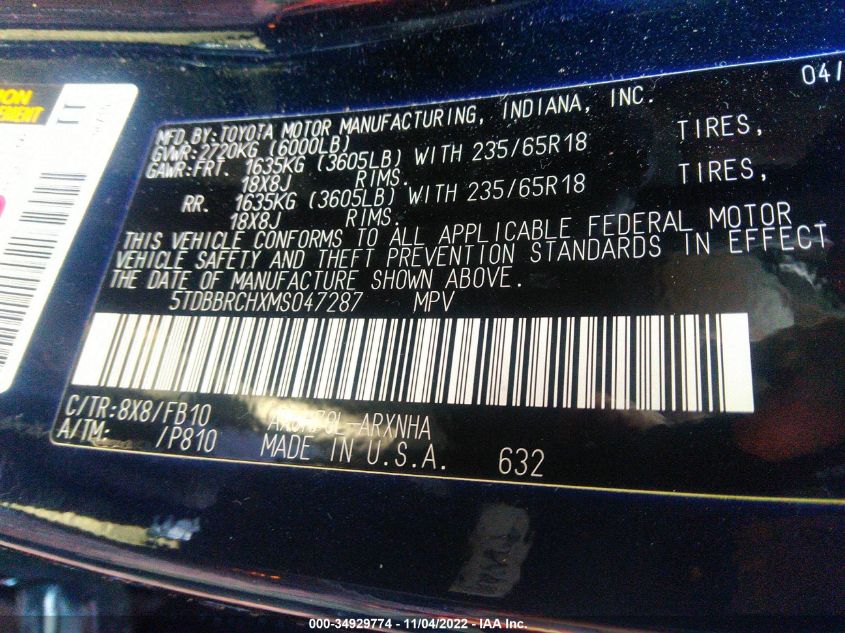 04/
MFD.BY:TOYOTA MOTOR MANUFACTURING, INDIANA, INC.
GVWR:2720KG (6000LB)
GAWR:FRT. 1635KG (3605LB) WITH 235/65R18 TIRES,
18X8J RIMS.
RR. 1635KG (3605LB) WITH 235/65R18 TIRES,
18X8J RIMS.
THIS VEHICLE CONFORMS TO ALL APPLICABLE FEDERAL MOTOR
VEHICLE SAFETY AND THEFT PREVENTION STANDARDS IN EFFECT
THE DATE OF MANUFACTURE SHOWN ABOVE.
5TDBBRCHXMS047287 MPV
C/TR:8X8/FB10
A/TM: /P810
MADE IN U.S.A. 632
000-34929774 - 11/04/2022 - IAA Inc.